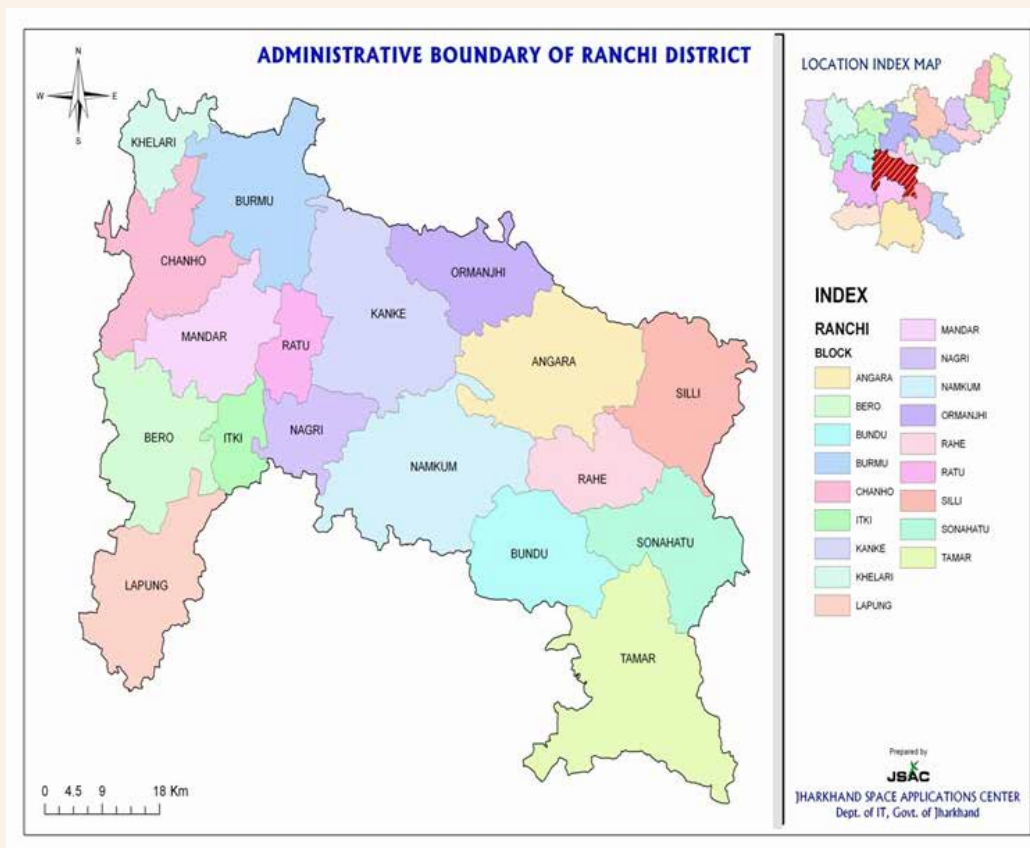 ADMINISTRATIVE BOUNDARY OF RANCHI DISTRICT
N
W E
S
KHELARI
BURMU
CHANHO
ORMANJHI
KANKE
MANDAR
RATU
ANGARA
SILLI
BERO
ITKI
NAGRI
NAMKUM
RAHE
SONAHATU
BUNDU
LAPUNG
TAMAR
0 4.5 9 18 Km
LOCATION INDEX MAP
INDEX
RANCHI
BLOCK
ANGARA
BERO
BUNDU
BURMU
CHANHO
ITKI
KANKE
KHELARI
LAPUNG
MANDAR
NAGRI
NAMKUM
ORMANJHI
RAHE
RATU
SILLI
SONAHATU
TAMAR
Prepared by
JSAC
JHARKHAND SPACE APPLICATIONS CENTER
Dept. of IT, Govt. of Jharkhand